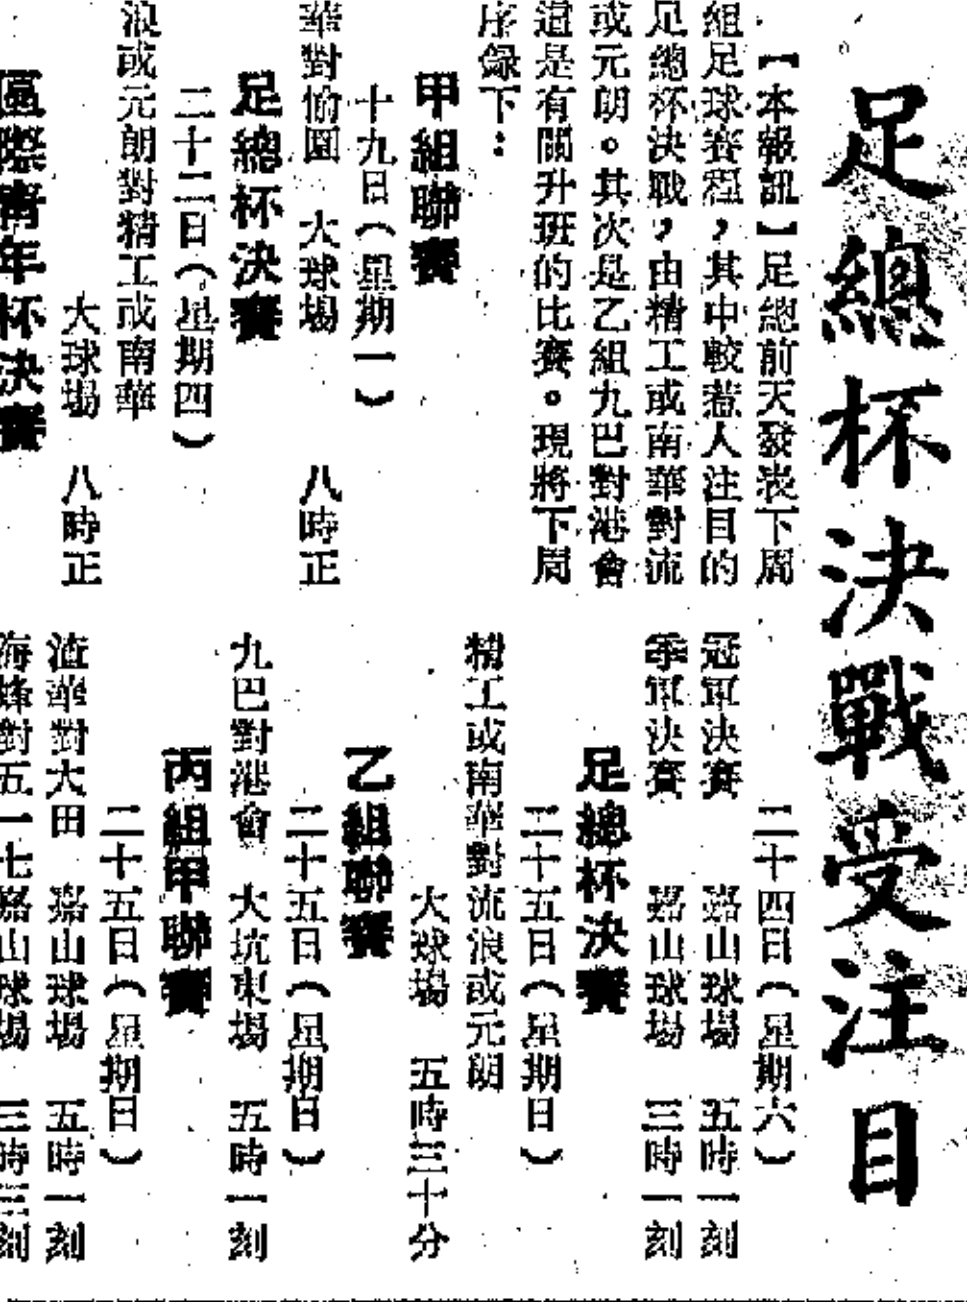 足總杯決戰受注目
【本報訊】足總前天發表下周
組足球賽程，其中較惹人注目的
足總杯決戰，由精工或南華對流
或元朗。其次是乙組九巴對港會
這是有關升班的比賽。現將下周
序錄下：
甲組聯賽
十九日（星期一）
華對愉園 大球場 八時正
足總杯決賽
二十二日（星期四）
浪或元朗對精工或南華
大球場 八時正
區際青年杯決賽
二十四日（星期六）
冠軍決賽 嘉山球場 五時一刻
季軍決賽 嘉山球場 三時一刻
足總杯決賽
二十五日（星期日）
精工或南華對流浪或元朗
大球場 五時三十分
乙組聯賽
二十五日（星期日）
九巴對港會 大坑東場 五時一刻
丙組甲聯賽
二十五日（星期日）
渣華對大田 嘉山球場 五時一刻
海蜂對五一七嘉山球場 三時三刻